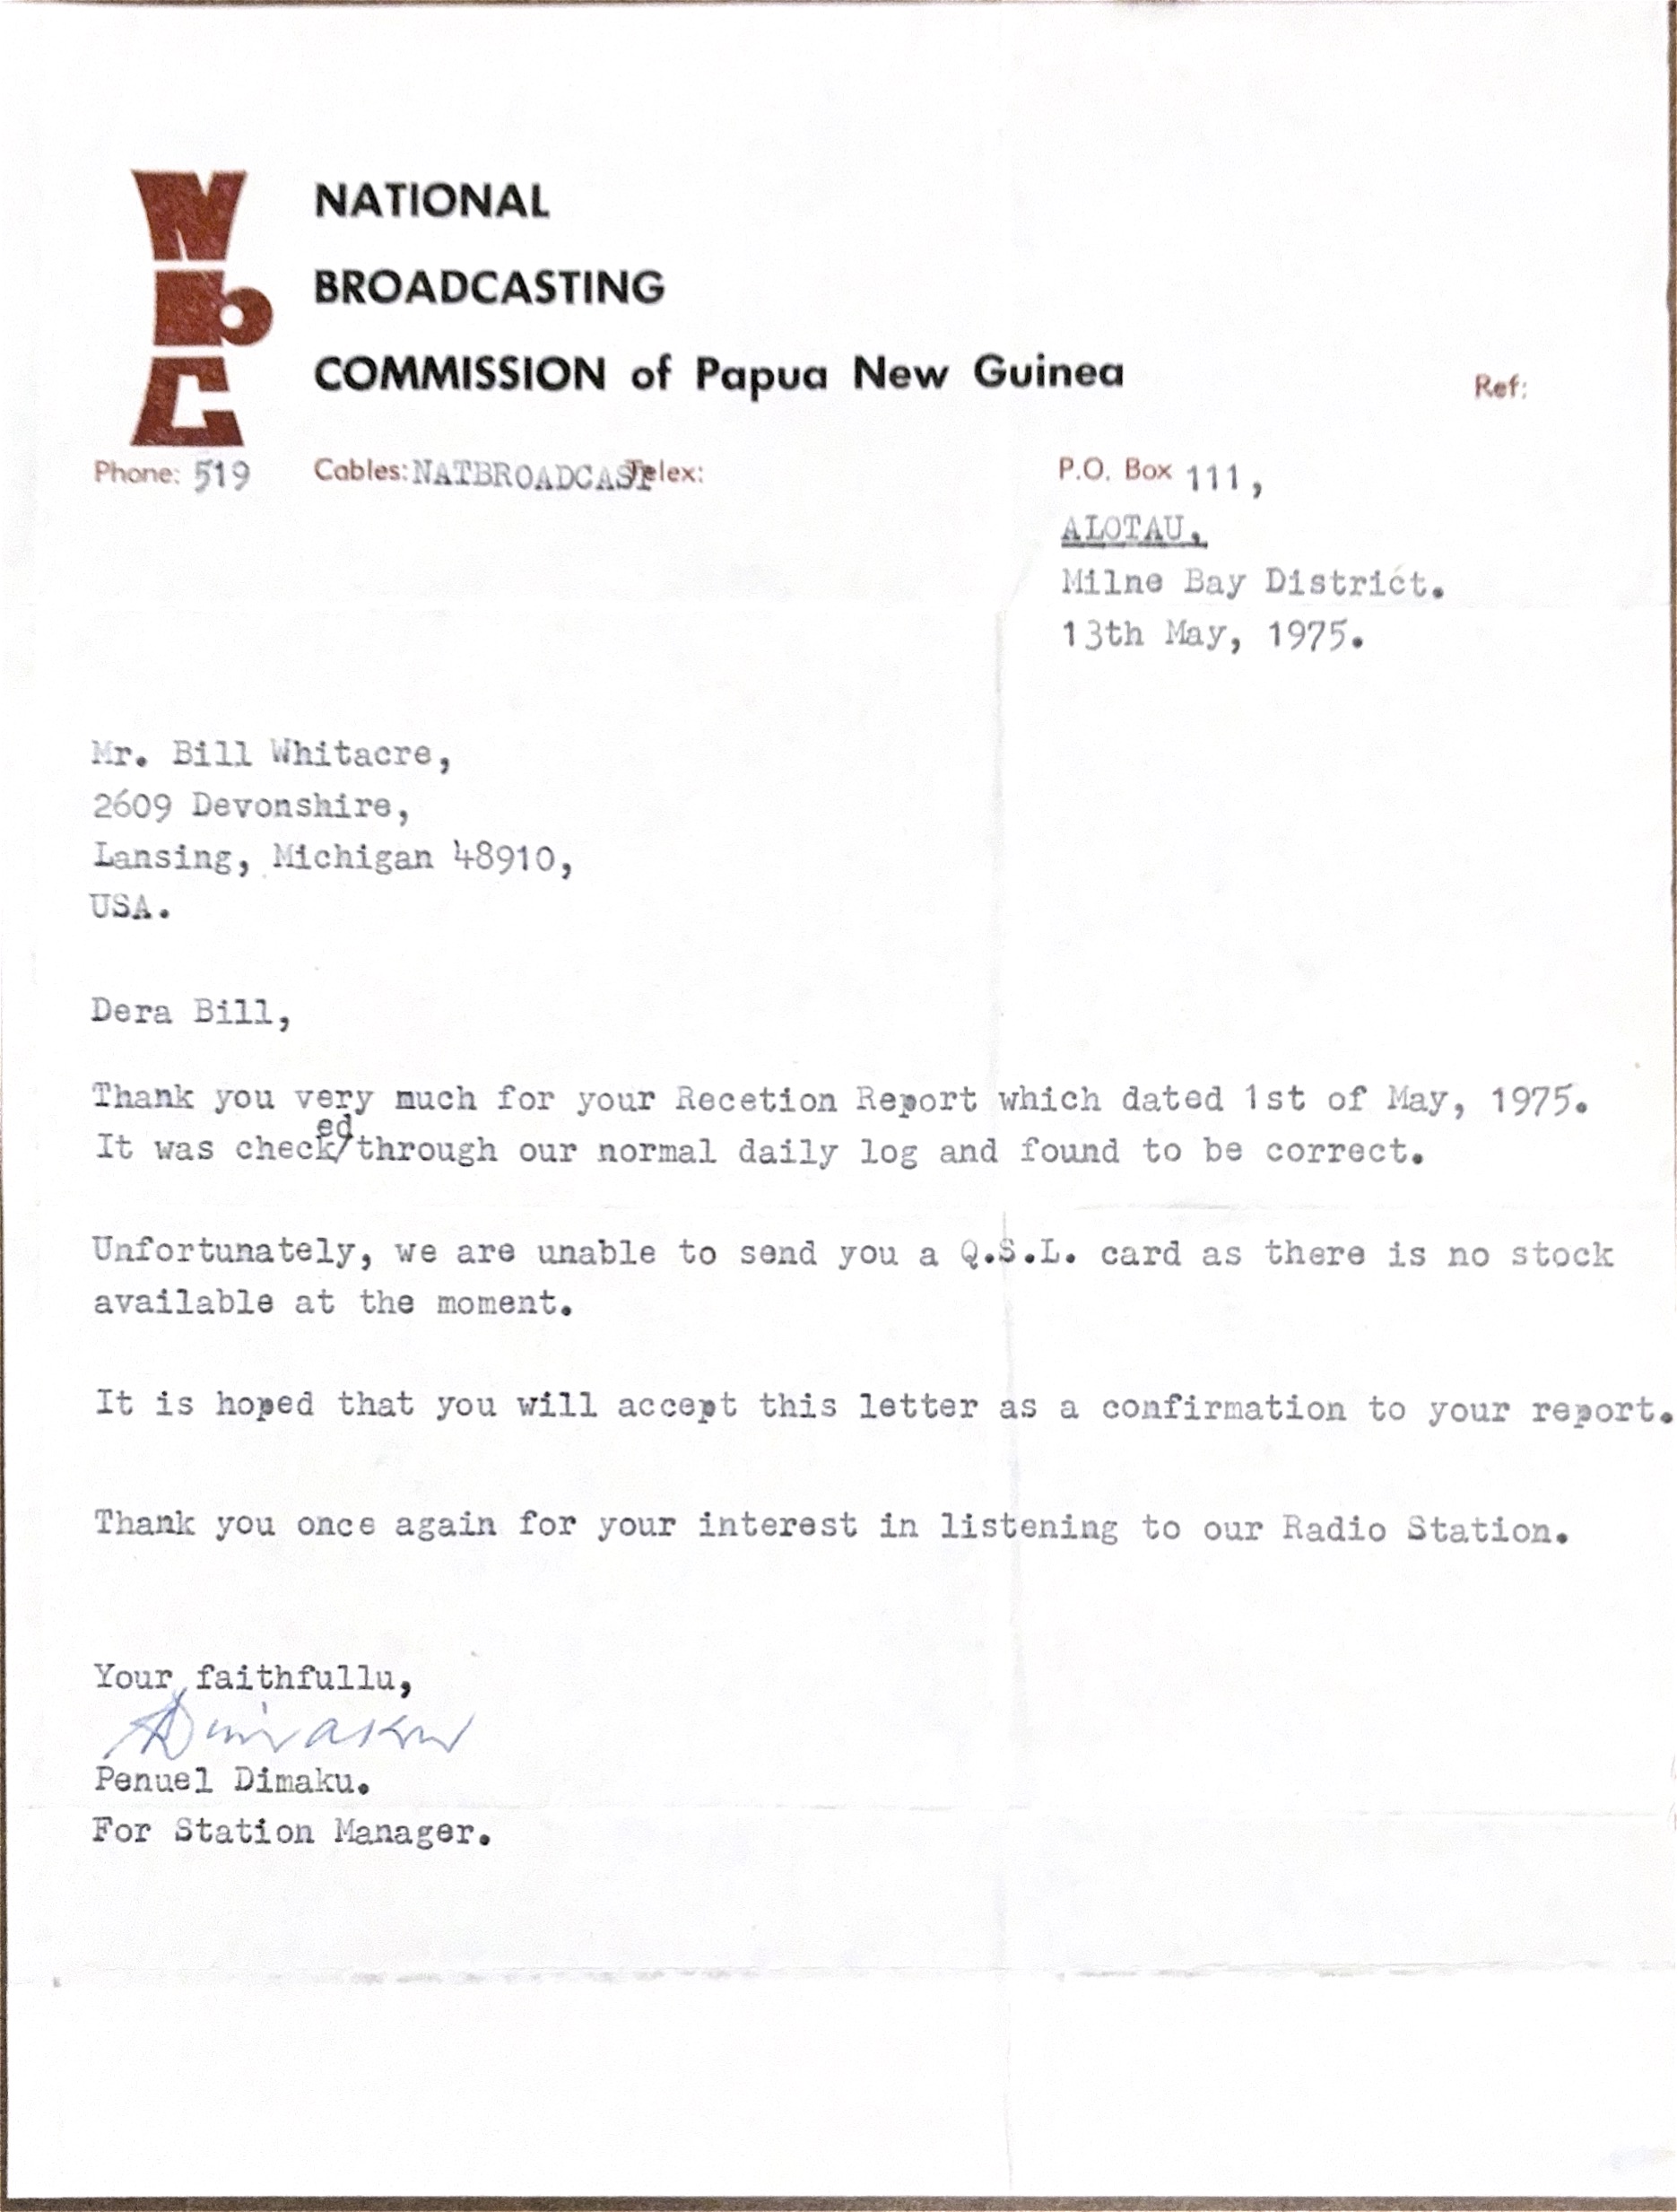 NbC
NATIONAL
BROADCASTING
COMMISSION of Papua New Guinea
Ref:
Phone: 519 Cables: NATBROADCAST Telex:
P.O. Box 111,
ALOTAU.
Milne Bay District.
13th May, 1975.
Mr. Bill Whitacre,
2609 Devonshire,
Lansing, Michigan 48910,
USA.
Dera Bill,
Thank you very much for your Recetion Report which dated 1st of May, 1975.
ed
It was check/through our normal daily log and found to be correct.
Unfortunately, we are unable to send you a Q.S.L. card as there is no stock
available at the moment.
It is hoped that you will accept this letter as a confirmation to your report.
Thank you once again for your interest in listening to our Radio Station.
Your faithfullu,
Penuel Dimaku.
For Station Manager.